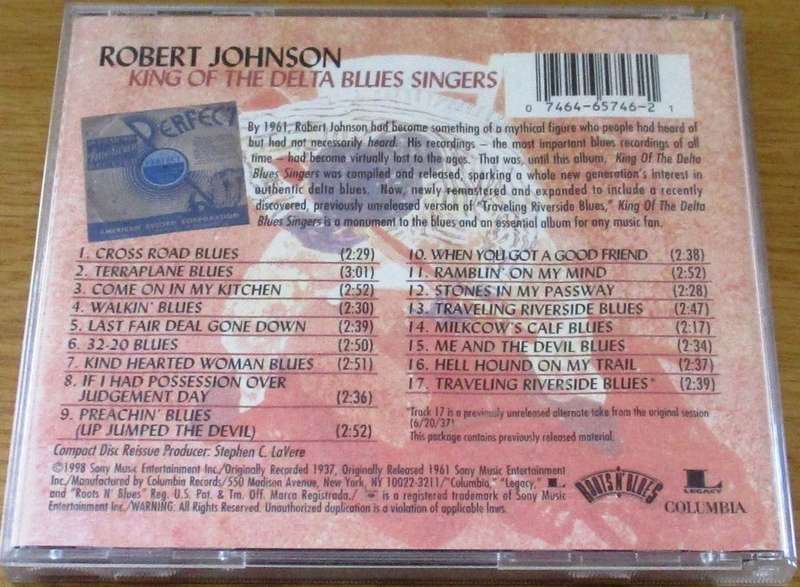 ROBERT JOHNSON
KING OF THE DELTA BLUES SINGERS
0 7464-65746-2 1
PERFECT
AMERICAN RECORD CORPORATION
By 1961, Robert Johnson had become something of a mythical figure who people had heard of
but had not necessarily heard. His recordings – the most important blues recordings of all
time – had become virtually lost to the ages. That was, until this album, King Of The Delta
Blues Singers was compiled and released, sparking a whole new generation's interest in
authentic delta blues. Now, newly remastered and expanded to include a recently
discovered, previously unreleased version of "Traveling Riverside Blues," King Of The Delta
Blues Singers is a monument to the blues and an essential album for any music fan.
1. CROSS ROAD BLUES (2:29)
2. TERRAPLANE BLUES (3:01)
3. COME ON IN MY KITCHEN (2:52)
4. WALKIN' BLUES (2:30)
5. LAST FAIR DEAL GONE DOWN (2:39)
6. 32-20 BLUES (2:50)
7. KIND HEARTED WOMAN BLUES (2:51)
8. IF I HAD POSSESSION OVER
JUDGEMENT DAY (2:36)
9. PREACHIN' BLUES
(UP JUMPED THE DEVIL) (2:52)
10. WHEN YOU GOT A GOOD FRIEND (2:38)
11. RAMBLIN' ON MY MIND (2:52)
12. STONES IN MY PASSWAY (2:28)
13. TRAVELING RIVERSIDE BLUES (2:47)
14. MILKCOW'S CALF BLUES (2:17)
15. ME AND THE DEVIL BLUES (2:34)
16. HELL HOUND ON MY TRAIL (2:37)
17. TRAVELING RIVERSIDE BLUES* (2:39)
*Track 17 is a previously unreleased alternate take from the original session
(6/20/37)
This package contains previously released material.
Compact Disc Reissue Producer: Stephen C. LaVere
©1998 Sony Music Entertainment Inc./Originally Recorded 1937, Originally Released 1961 Sony Music Entertainment
Inc./Manufactured by Columbia Records/550 Madison Avenue, New York, NY 10022-3211/"Columbia," "Legacy," L
and "Roots N' Blues" Reg. U.S. Pat. & Tm. Off. Marca Registrada./ is a registered trademark of Sony Music
Entertainment Inc./WARNING: All Rights Reserved. Unauthorized duplication is a violation of applicable laws.
ROOTS N' BLUES
L
LEGACY
COLUMBIA